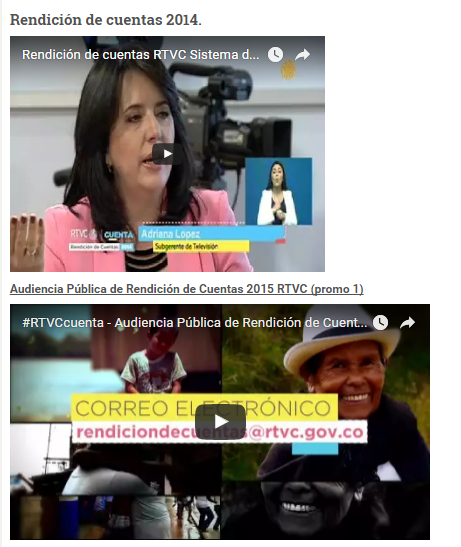 Rendición de cuentas 2014.
Rendición de cuentas RTVC Sistema d...
RTVC
CUENTA
Adriana Lopez
Rendición de Cuentas
Subgerente de Televisión
Audiencia Pública de Rendición de Cuentas 2015 RTVC (promo 1)
#RTVCcuenta - Audiencia Pública de Rendición de Cuent...
CORREO ELECTRÓNICO
rendiciondecuentas@rtvc.gov.co